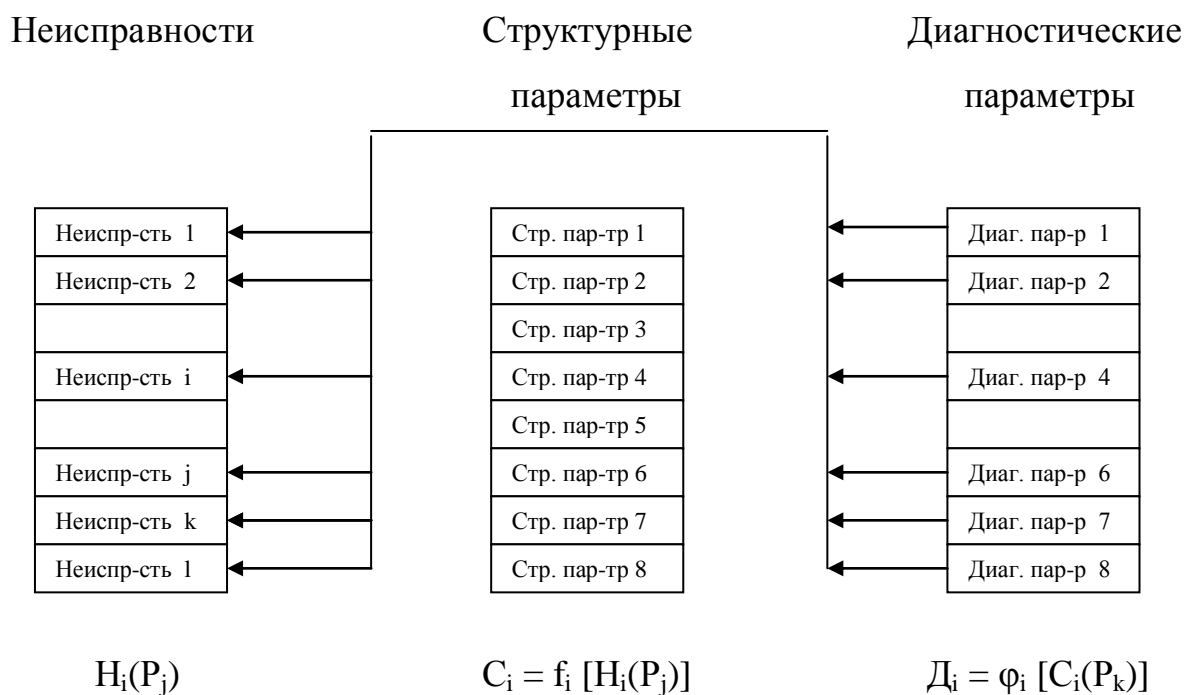 Неисправности
Структурные
параметры
Диагностические
параметры
Неиспр-сть 1
Неиспр-сть 2
Неиспр-сть i
Неиспр-сть j
Неиспр-сть k
Неиспр-сть l
Стр. пар-тр 1
Стр. пар-тр 2
Стр. пар-тр 3
Стр. пар-тр 4
Стр. пар-тр 5
Стр. пар-тр 6
Стр. пар-тр 7
Стр. пар-тр 8
Диаг. пар-р 1
Диаг. пар-р 2
Диаг. пар-р 4
Диаг. пар-р 6
Диаг. пар-р 7
Диаг. пар-р 8
Hᵢ(Pⱼ)
Cᵢ = fᵢ [Hᵢ(Pⱼ)]
Дᵢ = φᵢ [Cᵢ(Pₖ)]